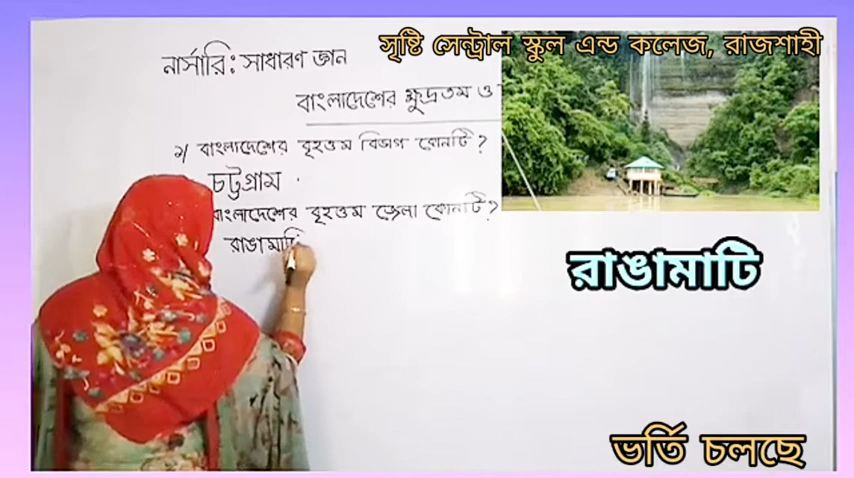 সৃষ্টি সেন্ট্রাল স্কুল এন্ড কলেজ, রাজশাহী
নার্সারি: সাধারণ জ্ঞান
বাংলাদেশের ক্ষুদ্রতম ও
১। বাংলাদেশের বৃহত্তম বিভাগ কোনটি?
চট্টগ্রাম
বাংলাদেশের বৃহত্তম জেলা কোনটি?
রাঙামাটি
রাঙামাটি
ভর্তি চলছে